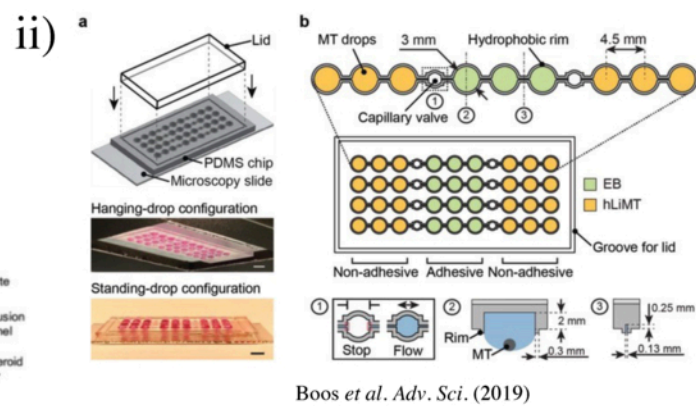 ii)
a
Lid
PDMS chip
Microscopy slide
Hanging-drop configuration
Standing-drop configuration
b
MT drops
3 mm
Hydrophobic rim
4.5 mm
Capillary valve
1
2
3
EB
hLiMT
Groove for lid
Non-adhesive
Adhesive
Non-adhesive
1
Stop
Flow
2
Rim
MT
2 mm
0.3 mm
3
0.25 mm
0.13 mm
Boos et al. Adv. Sci. (2019)